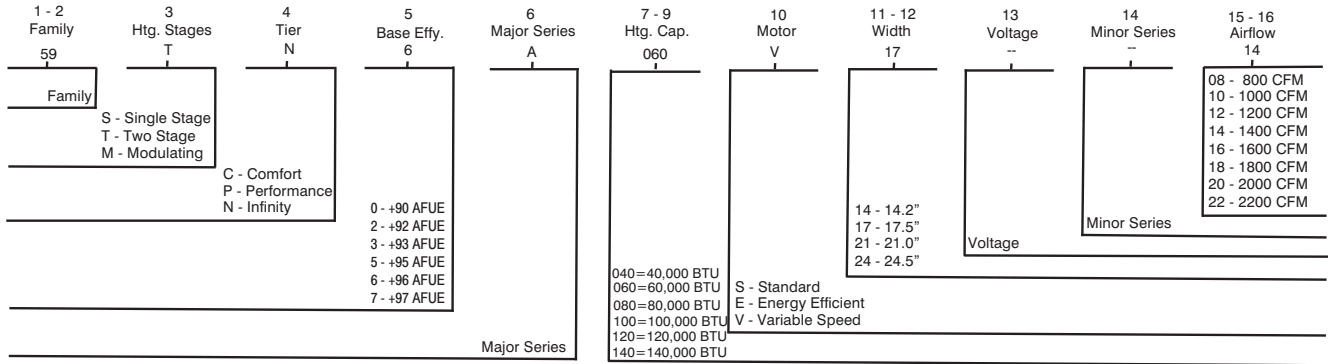 1 - 2 3 4 5 6 7 - 9 10 11 - 12 13 14 15 - 16
Family Htg. Stages Tier Base Effy. Major Series Htg. Cap. Motor Width Voltage Minor Series Airflow
59 T N 6 A 060 V 17 -- -- 14
Family
S - Single Stage
T - Two Stage
M - Modulating
C - Comfort
P - Performance
N - Infinity
0 - +90 AFUE
2 - +92 AFUE
3 - +93 AFUE
5 - +95 AFUE
6 - +96 AFUE
7 - +97 AFUE
Major Series
040=40,000 BTU
060=60,000 BTU
080=80,000 BTU
100=100,000 BTU
120=120,000 BTU
140=140,000 BTU
S - Standard
E - Energy Efficient
V - Variable Speed
14 - 14.2”
17 - 17.5”
21 - 21.0”
24 - 24.5”
Voltage
Minor Series
08 - 800 CFM
10 - 1000 CFM
12 - 1200 CFM
14 - 1400 CFM
16 - 1600 CFM
18 - 1800 CFM
20 - 2000 CFM
22 - 2200 CFM